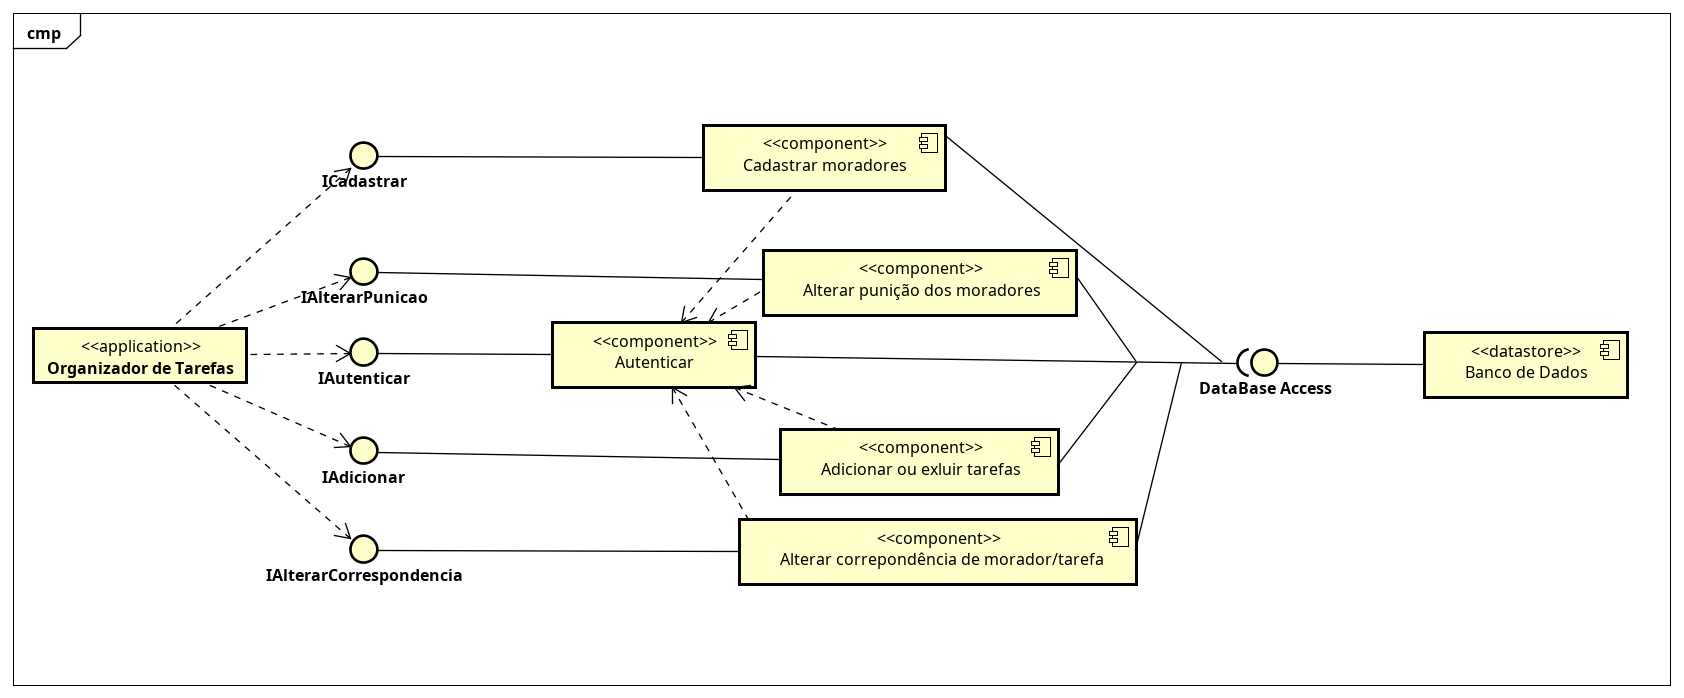 cmp
<<component>>
Cadastrar moradores
ICadastrar
<<component>>
Alterar punição dos moradores
IAlterarPunicao
<<application>>
Organizador de Tarefas
IAutenticar
<<component>>
Autenticar
DataBase Access
<<datastore>>
Banco de Dados
<<component>>
Adicionar ou exluir tarefas
IAdicionar
<<component>>
Alterar correpondência de morador/tarefa
IAlterarCorrespondencia